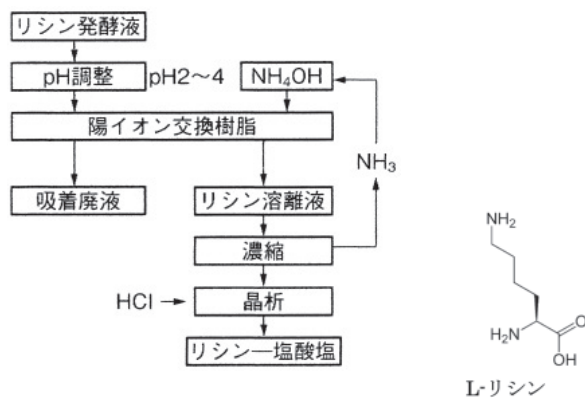 リシン発酵液
pH調整 pH2〜4 NH₄OH
陽イオン交換樹脂
NH₃
吸着廃液 リシン溶離液
濃縮
HCl 晶析
リシン一塩酸塩
NH₂
H₂N
O
OH
L-リシン